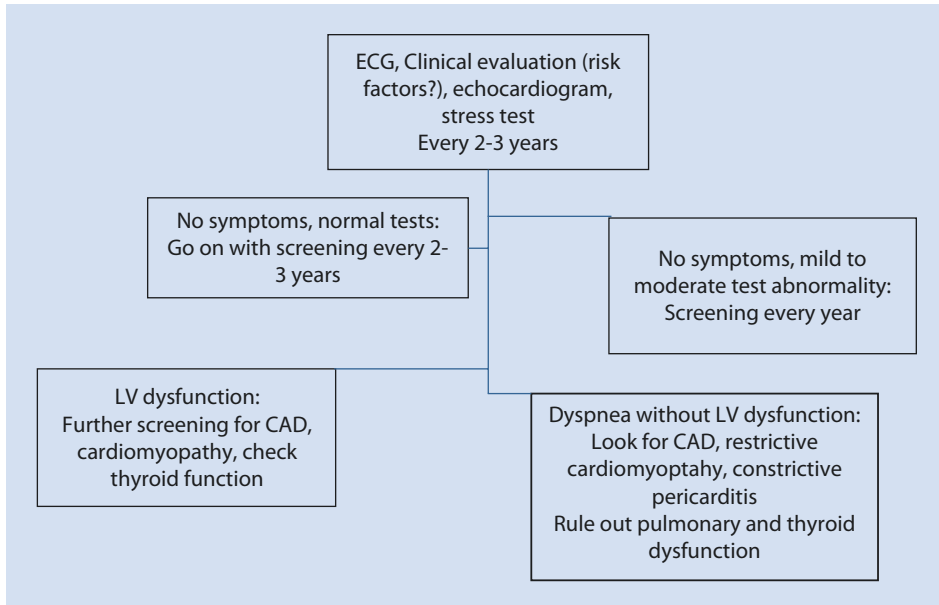 ECG, Clinical evaluation (risk
factors?), echocardiogram,
stress test
Every 2-3 years
No symptoms, normal tests:
Go on with screening every 2-
3 years
No symptoms, mild to
moderate test abnormality:
Screening every year
LV dysfunction:
Further screening for CAD,
cardiomyopathy, check
thyroid function
Dyspnea without LV dysfunction:
Look for CAD, restrictive
cardiomyoptahy, constrictive
pericarditis
Rule out pulmonary and thyroid
dysfunction